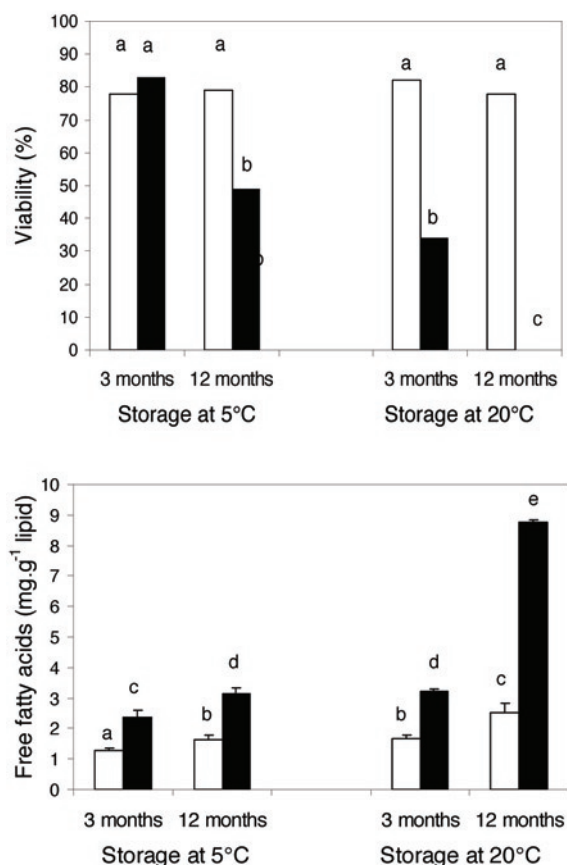 Viability (%)
100
90
80
70
60
50
40
30
20
10
0
a a a
b
b
a a
b
c
3 months 12 months 3 months 12 months
Storage at 5°C Storage at 20°C
Free fatty acids (mg.g⁻¹ lipid)
10
9
8
7
6
5
4
3
2
1
0
a c b d b d c e
3 months 12 months 3 months 12 months
Storage at 5°C Storage at 20°C